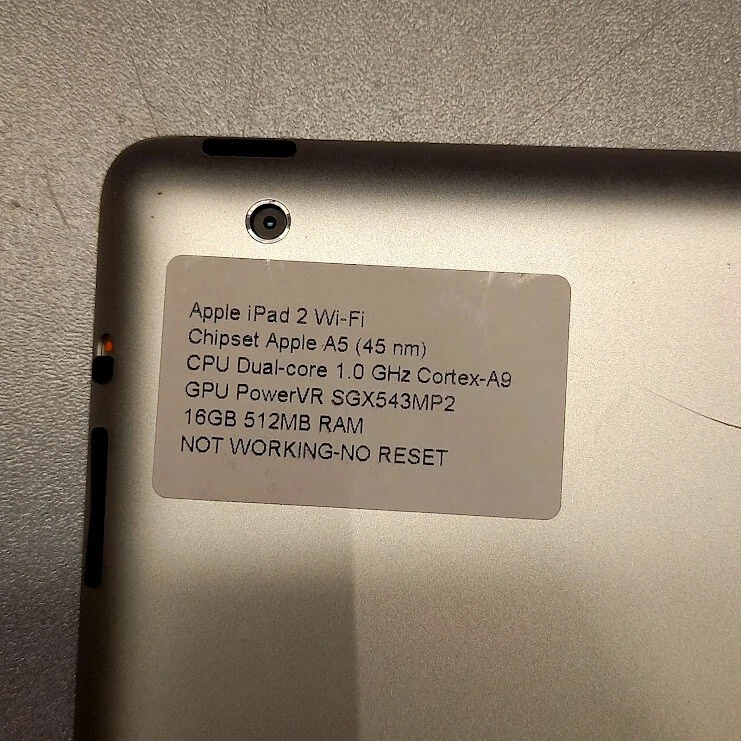 Apple iPad 2 Wi-Fi
Chipset Apple A5 (45 nm)
CPU Dual-core 1.0 GHz Cortex-A9
GPU PowerVR SGX543MP2
16GB 512MB RAM
NOT WORKING-NO RESET